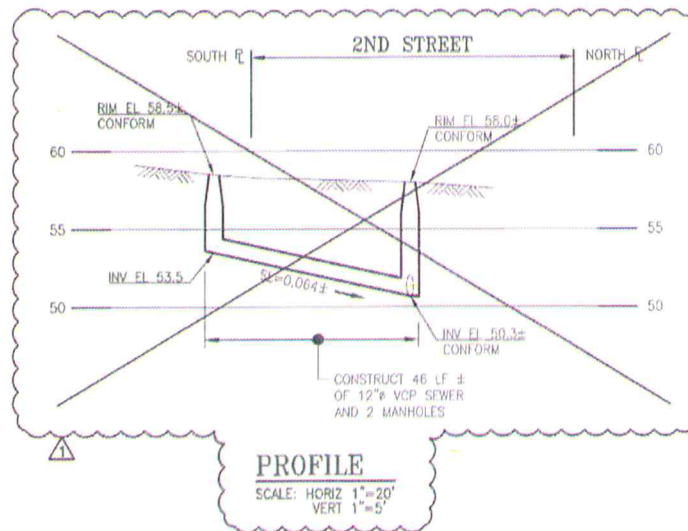 2ND STREET
SOUTH ℄
NORTH ℄
RIM EL 58.5±
CONFORM
RIM EL 58.0±
CONFORM
60
60
55
55
INV EL 53.5
SL=0.064±
50
50
INV EL 50.3±
CONFORM
CONSTRUCT 46 LF ±
OF 12"ø VCP SEWER
AND 2 MANHOLES
1
PROFILE
SCALE: HORIZ 1"=20'
VERT 1"=5'